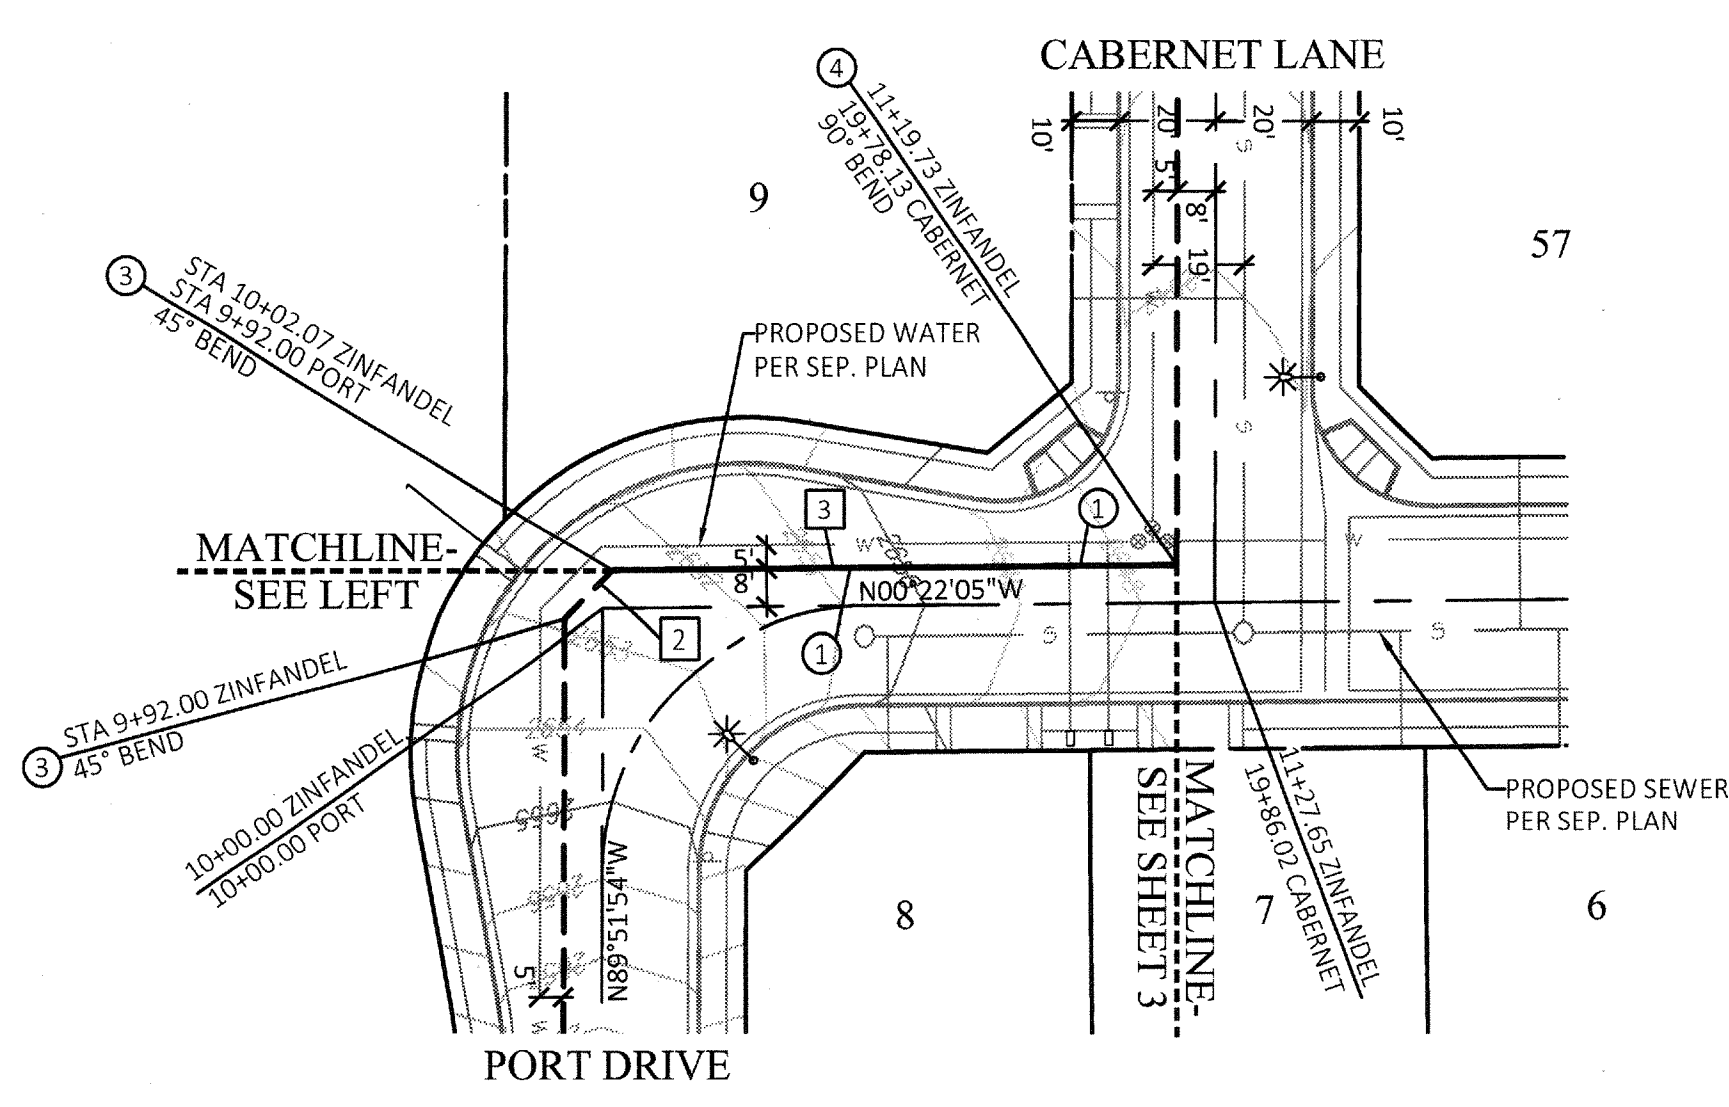 CABERNET LANE
4
11+19.73 ZINFANDEL
19+78.13 CABERNET
90° BEND
10'
20'
20'
10'
5'
8'
19'
S
S
9
57
3
STA 10+02.07 ZINFANDEL
STA 9+92.00 PORT
45° BEND
PROPOSED WATER
PER SEP. PLAN
MATCHLINE-
SEE LEFT
3
1
W
W
5'
8'
N00°22'05"W
2
1
S
S
3
STA 9+92.00 ZINFANDEL
45° BEND
10+00.00 ZINFANDEL
10+00.00 PORT
W
N89°51'54"W
5'
W
PORT DRIVE
MATCHLINE-
SEE SHEET 3
11+27.65 ZINFANDEL
19+86.02 CABERNET
PROPOSED SEWER
PER SEP. PLAN
8
7
6